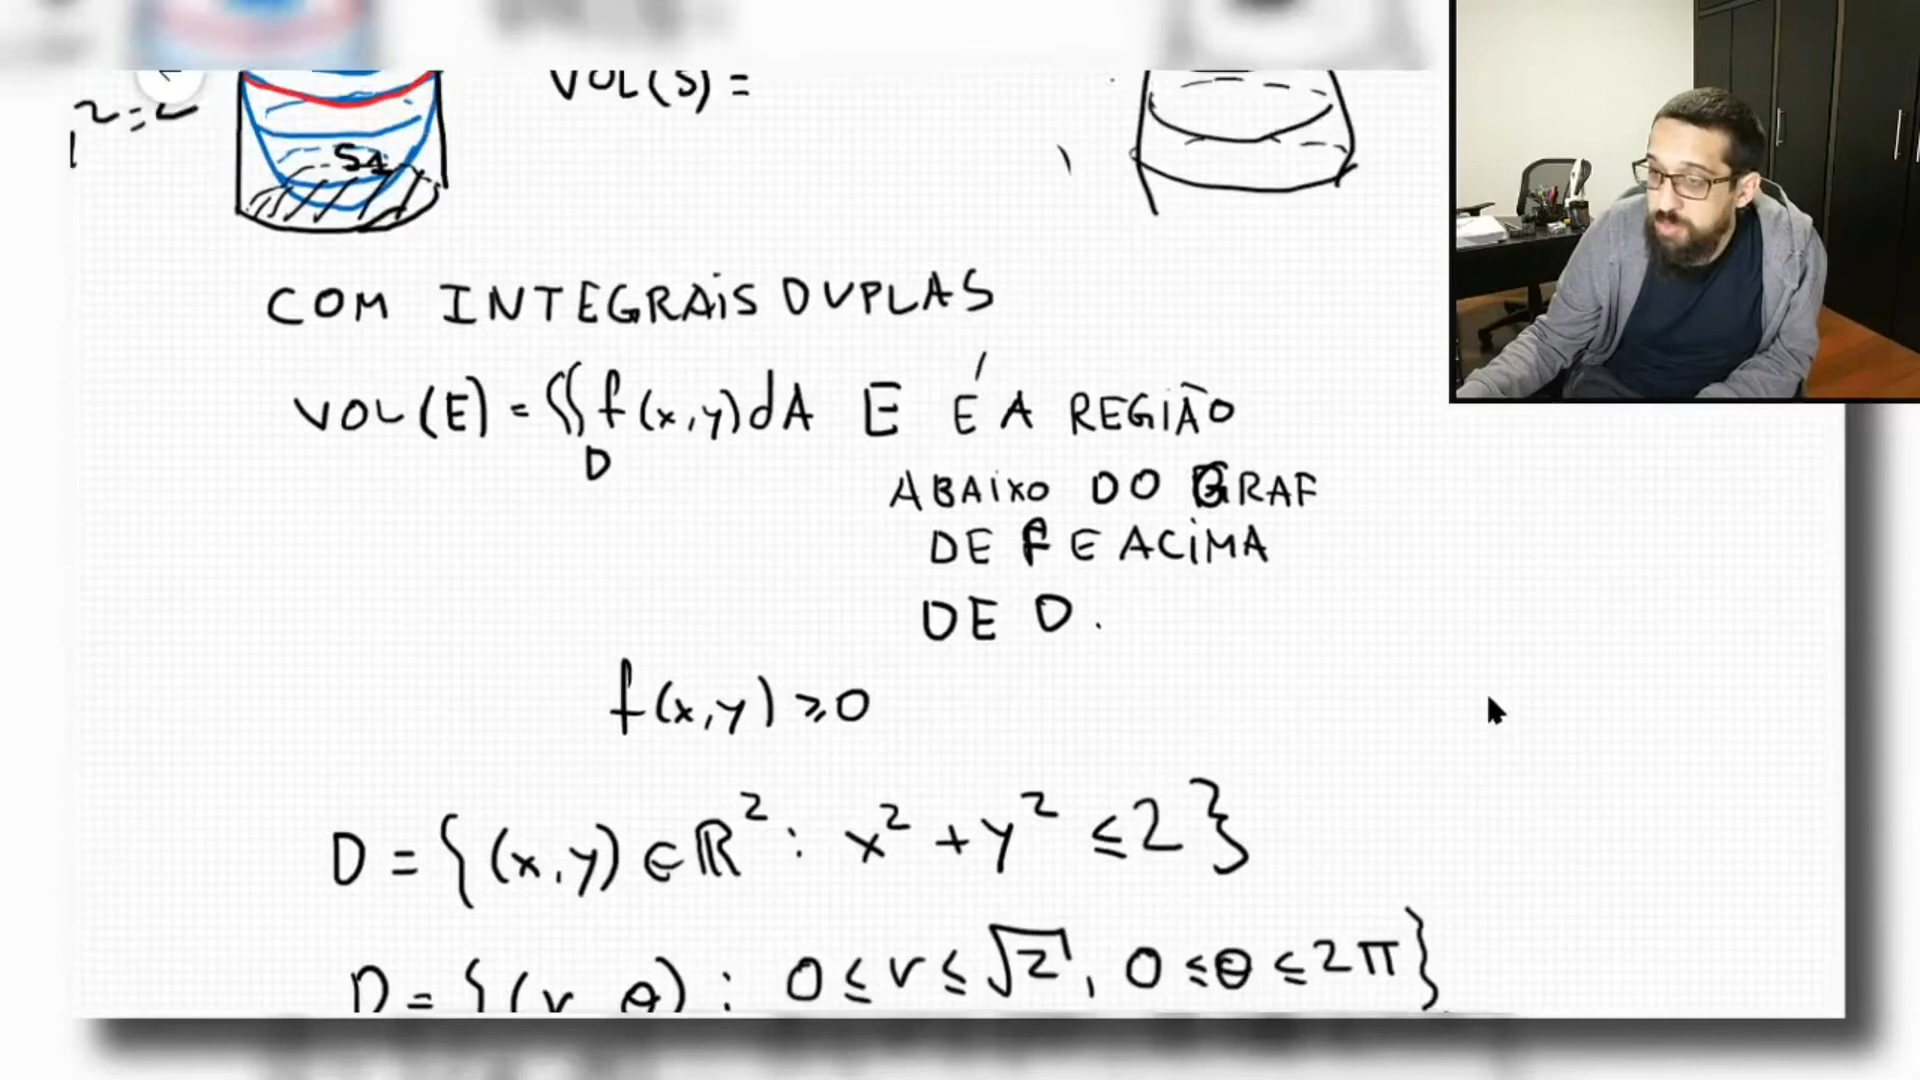 VOL(S) =
S1
COM INTEGRAIS DUPLAS
VOL(E) = ∬ f(x,y)dA E É A REGIÃO
D
ABAIXO DO GRAF
DE F E ACIMA
DE D.
f(x,y) ≥ 0
D = {(x,y) ∈ ℝ² : x² + y² ≤ 2}
D = {(r θ) : 0 ≤ r ≤ √2, 0 ≤ θ ≤ 2π}